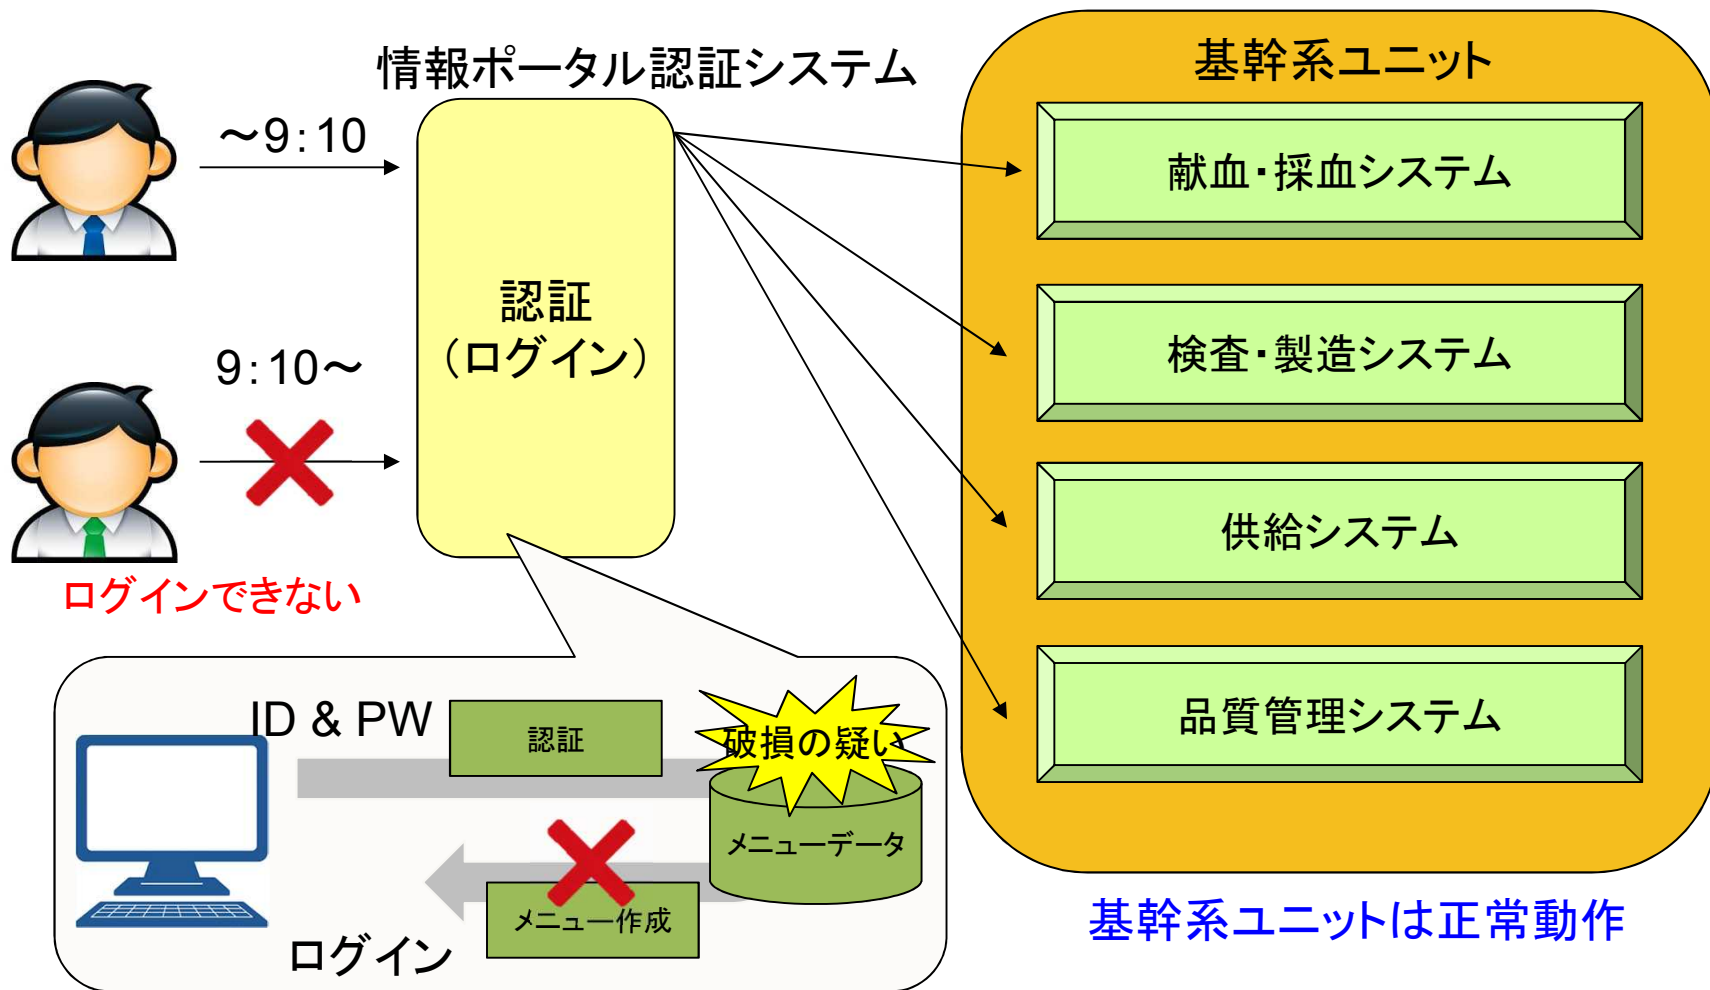 情報ポータル認証システム
基幹系ユニット
～9：10
認証
（ログイン）
9：10～
ログインできない
献血・採血システム
検査・製造システム
供給システム
品質管理システム
基幹系ユニットは正常動作
ID & PW
認証
破損の疑い
メニューデータ
メニュー作成
ログイン